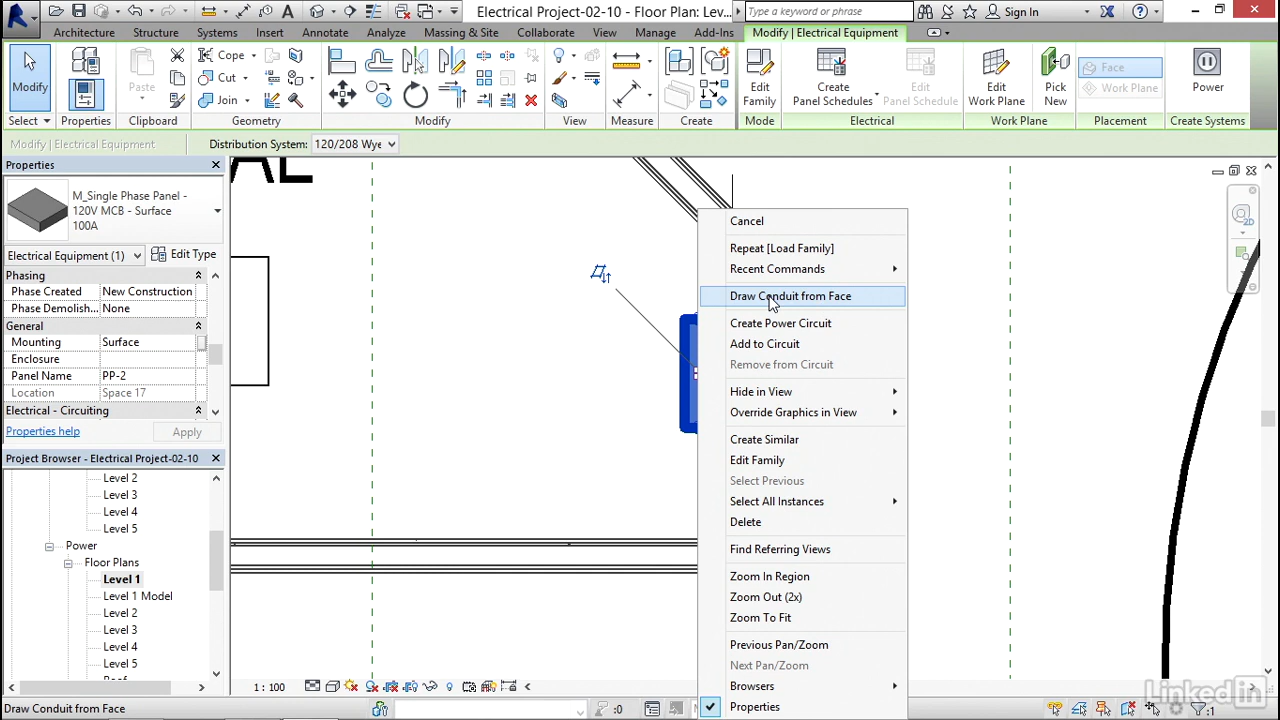 Electrical Project-02-10 - Floor Plan: Lev...
Type a keyword or phrase
Sign In
Architecture Structure Systems Insert Annotate Analyze Massing & Site Collaborate View Manage Add-Ins Modify | Electrical Equipment
Modify
Select
Properties
Paste
Clipboard
Cope
Cut
Join
Geometry
Modify
View
Measure
Create
Edit
Family
Mode
Create
Panel Schedules
Edit
Panel Schedule
Electrical
Edit
Work Plane
Work Plane
Pick
New
Face
Work Plane
Placement
Power
Create Systems
Modify | Electrical Equipment
Distribution System: 120/208 Wye
Properties
M_Single Phase Panel -
120V MCB - Surface
100A
Electrical Equipment (1)
Edit Type
Phasing
Phase Created New Construction
Phase Demolish... None
General
Mounting Surface
Enclosure
Panel Name PP-2
Location Space 17
Electrical - Circuiting
Properties help
Apply
Project Browser - Electrical Project-02-10
Level 2
Level 3
Level 4
Level 5
Power
Floor Plans
Level 1
Level 1 Model
Level 2
Level 3
Level 4
Level 5
Roof
AL
Cancel
Repeat [Load Family]
Recent Commands
Draw Conduit from Face
Create Power Circuit
Add to Circuit
Remove from Circuit
Hide in View
Override Graphics in View
Create Similar
Edit Family
Select Previous
Select All Instances
Delete
Find Referring Views
Zoom In Region
Zoom Out (2x)
Zoom To Fit
Previous Pan/Zoom
Next Pan/Zoom
Browsers
Properties
1 : 100
Draw Conduit from Face
:0
:1
Linked in